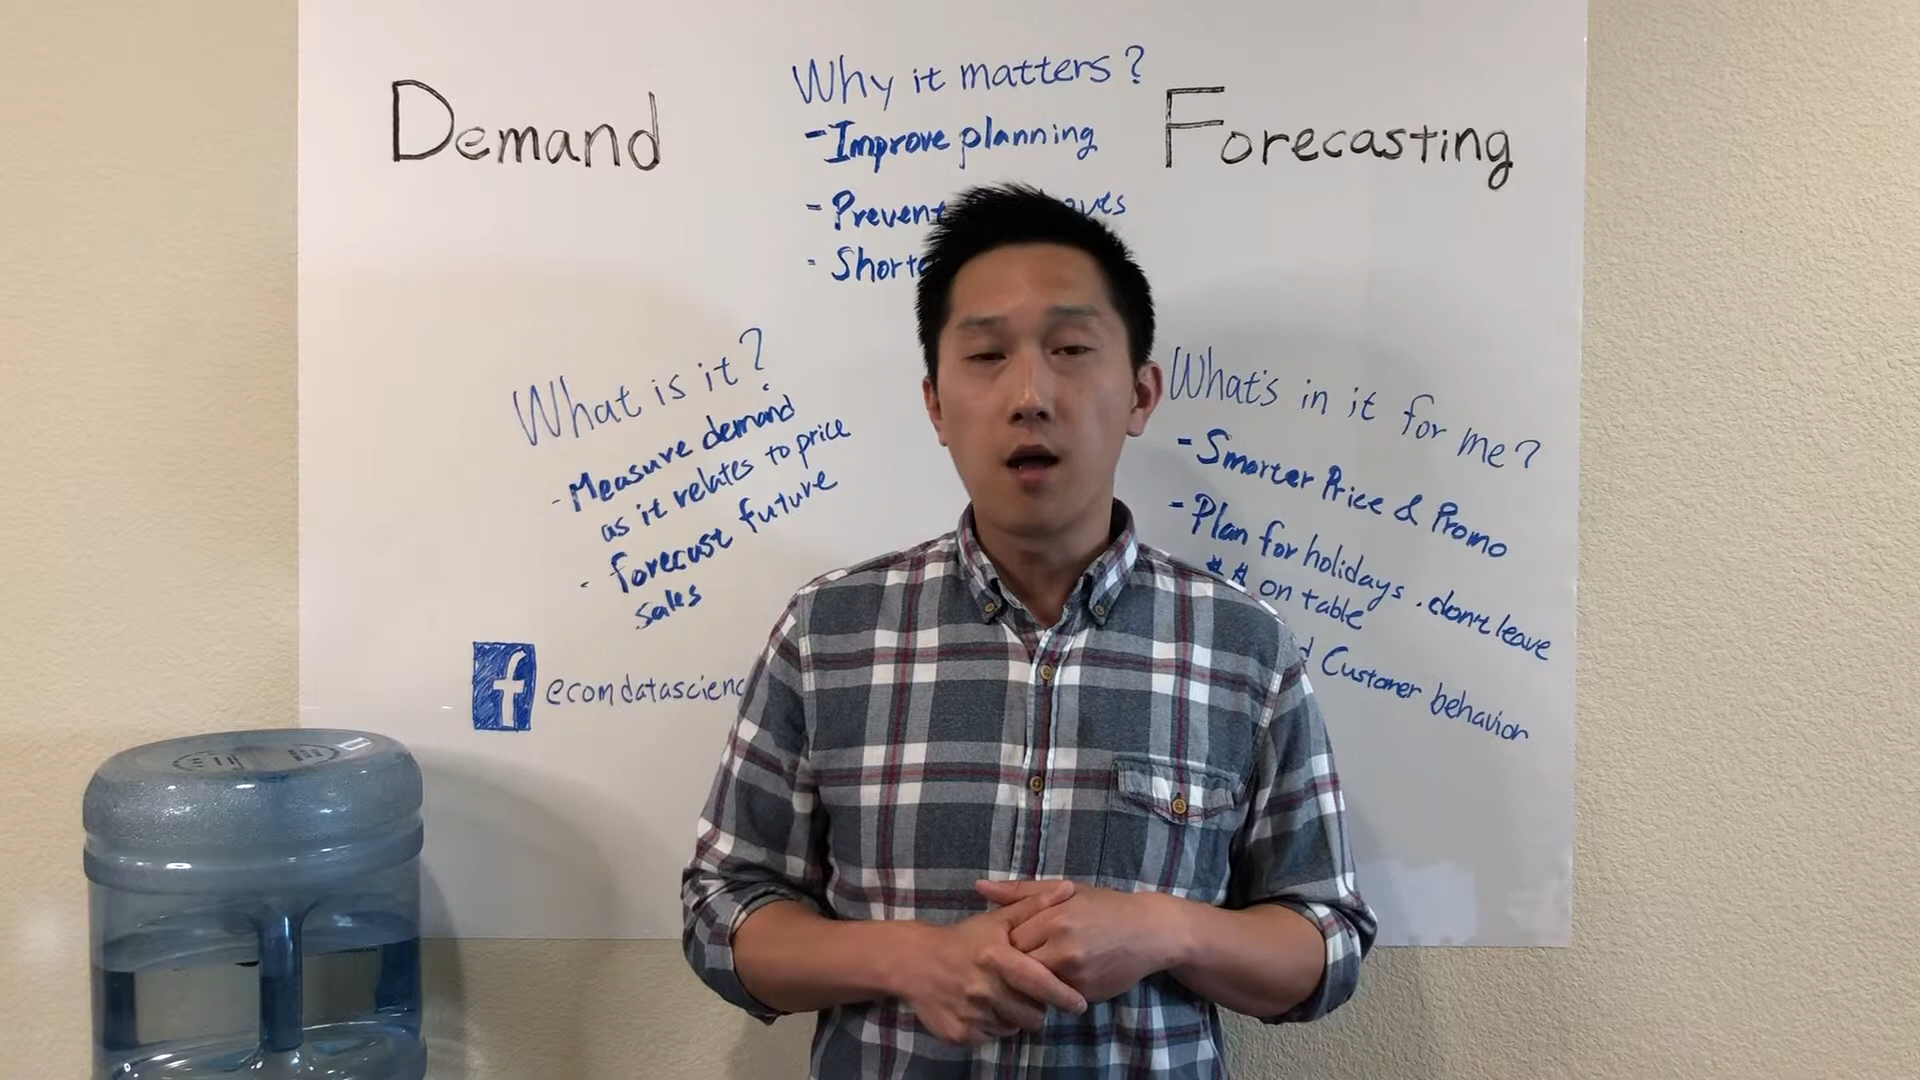 Demand
Forecasting
Why it matters?
- Improve planning
- Prevent
-
What is it?
- Measure demand
as it relates to price
- forecast future
sales
f @ecomdatascienc
What's in it for me?
- Smarter Price & Promo
- Plan for holidays. don't leave
$$ on table
Customer behavior